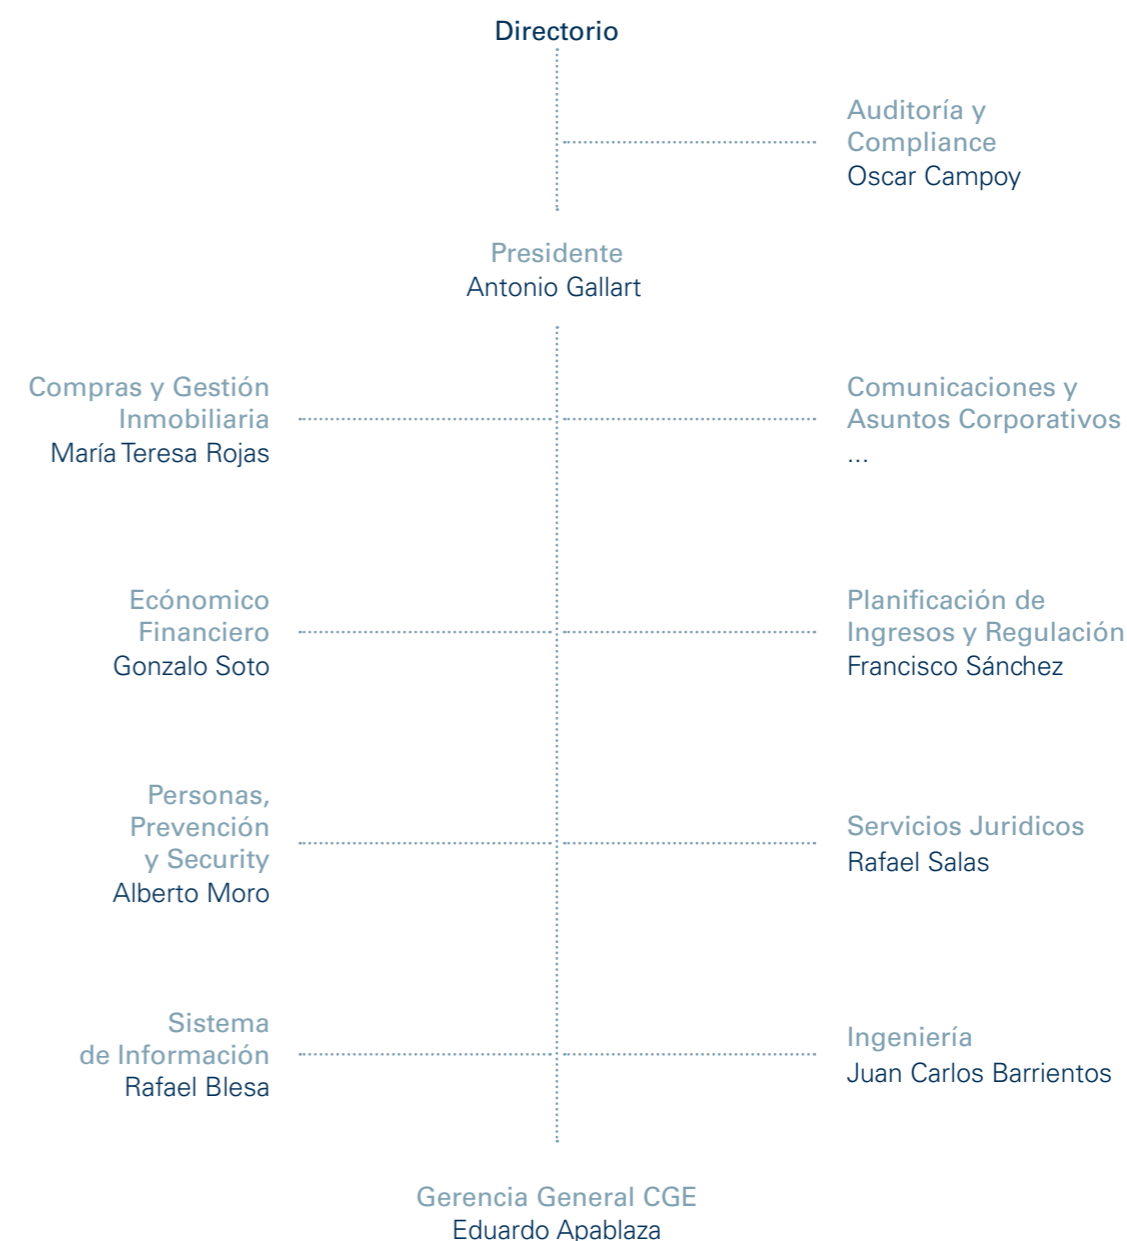 Directorio
Auditoría y
Compliance
Oscar Campoy
Presidente
Antonio Gallart
Compras y Gestión
Inmobiliaria
María Teresa Rojas
Comunicaciones y
Asuntos Corporativos
...
Ecónomico
Financiero
Gonzalo Soto
Planificación de
Ingresos y Regulación
Francisco Sánchez
Personas,
Prevención
y Security
Alberto Moro
Servicios Juridicos
Rafael Salas
Sistema
de Información
Rafael Blesa
Ingeniería
Juan Carlos Barrientos
Gerencia General CGE
Eduardo Apablaza